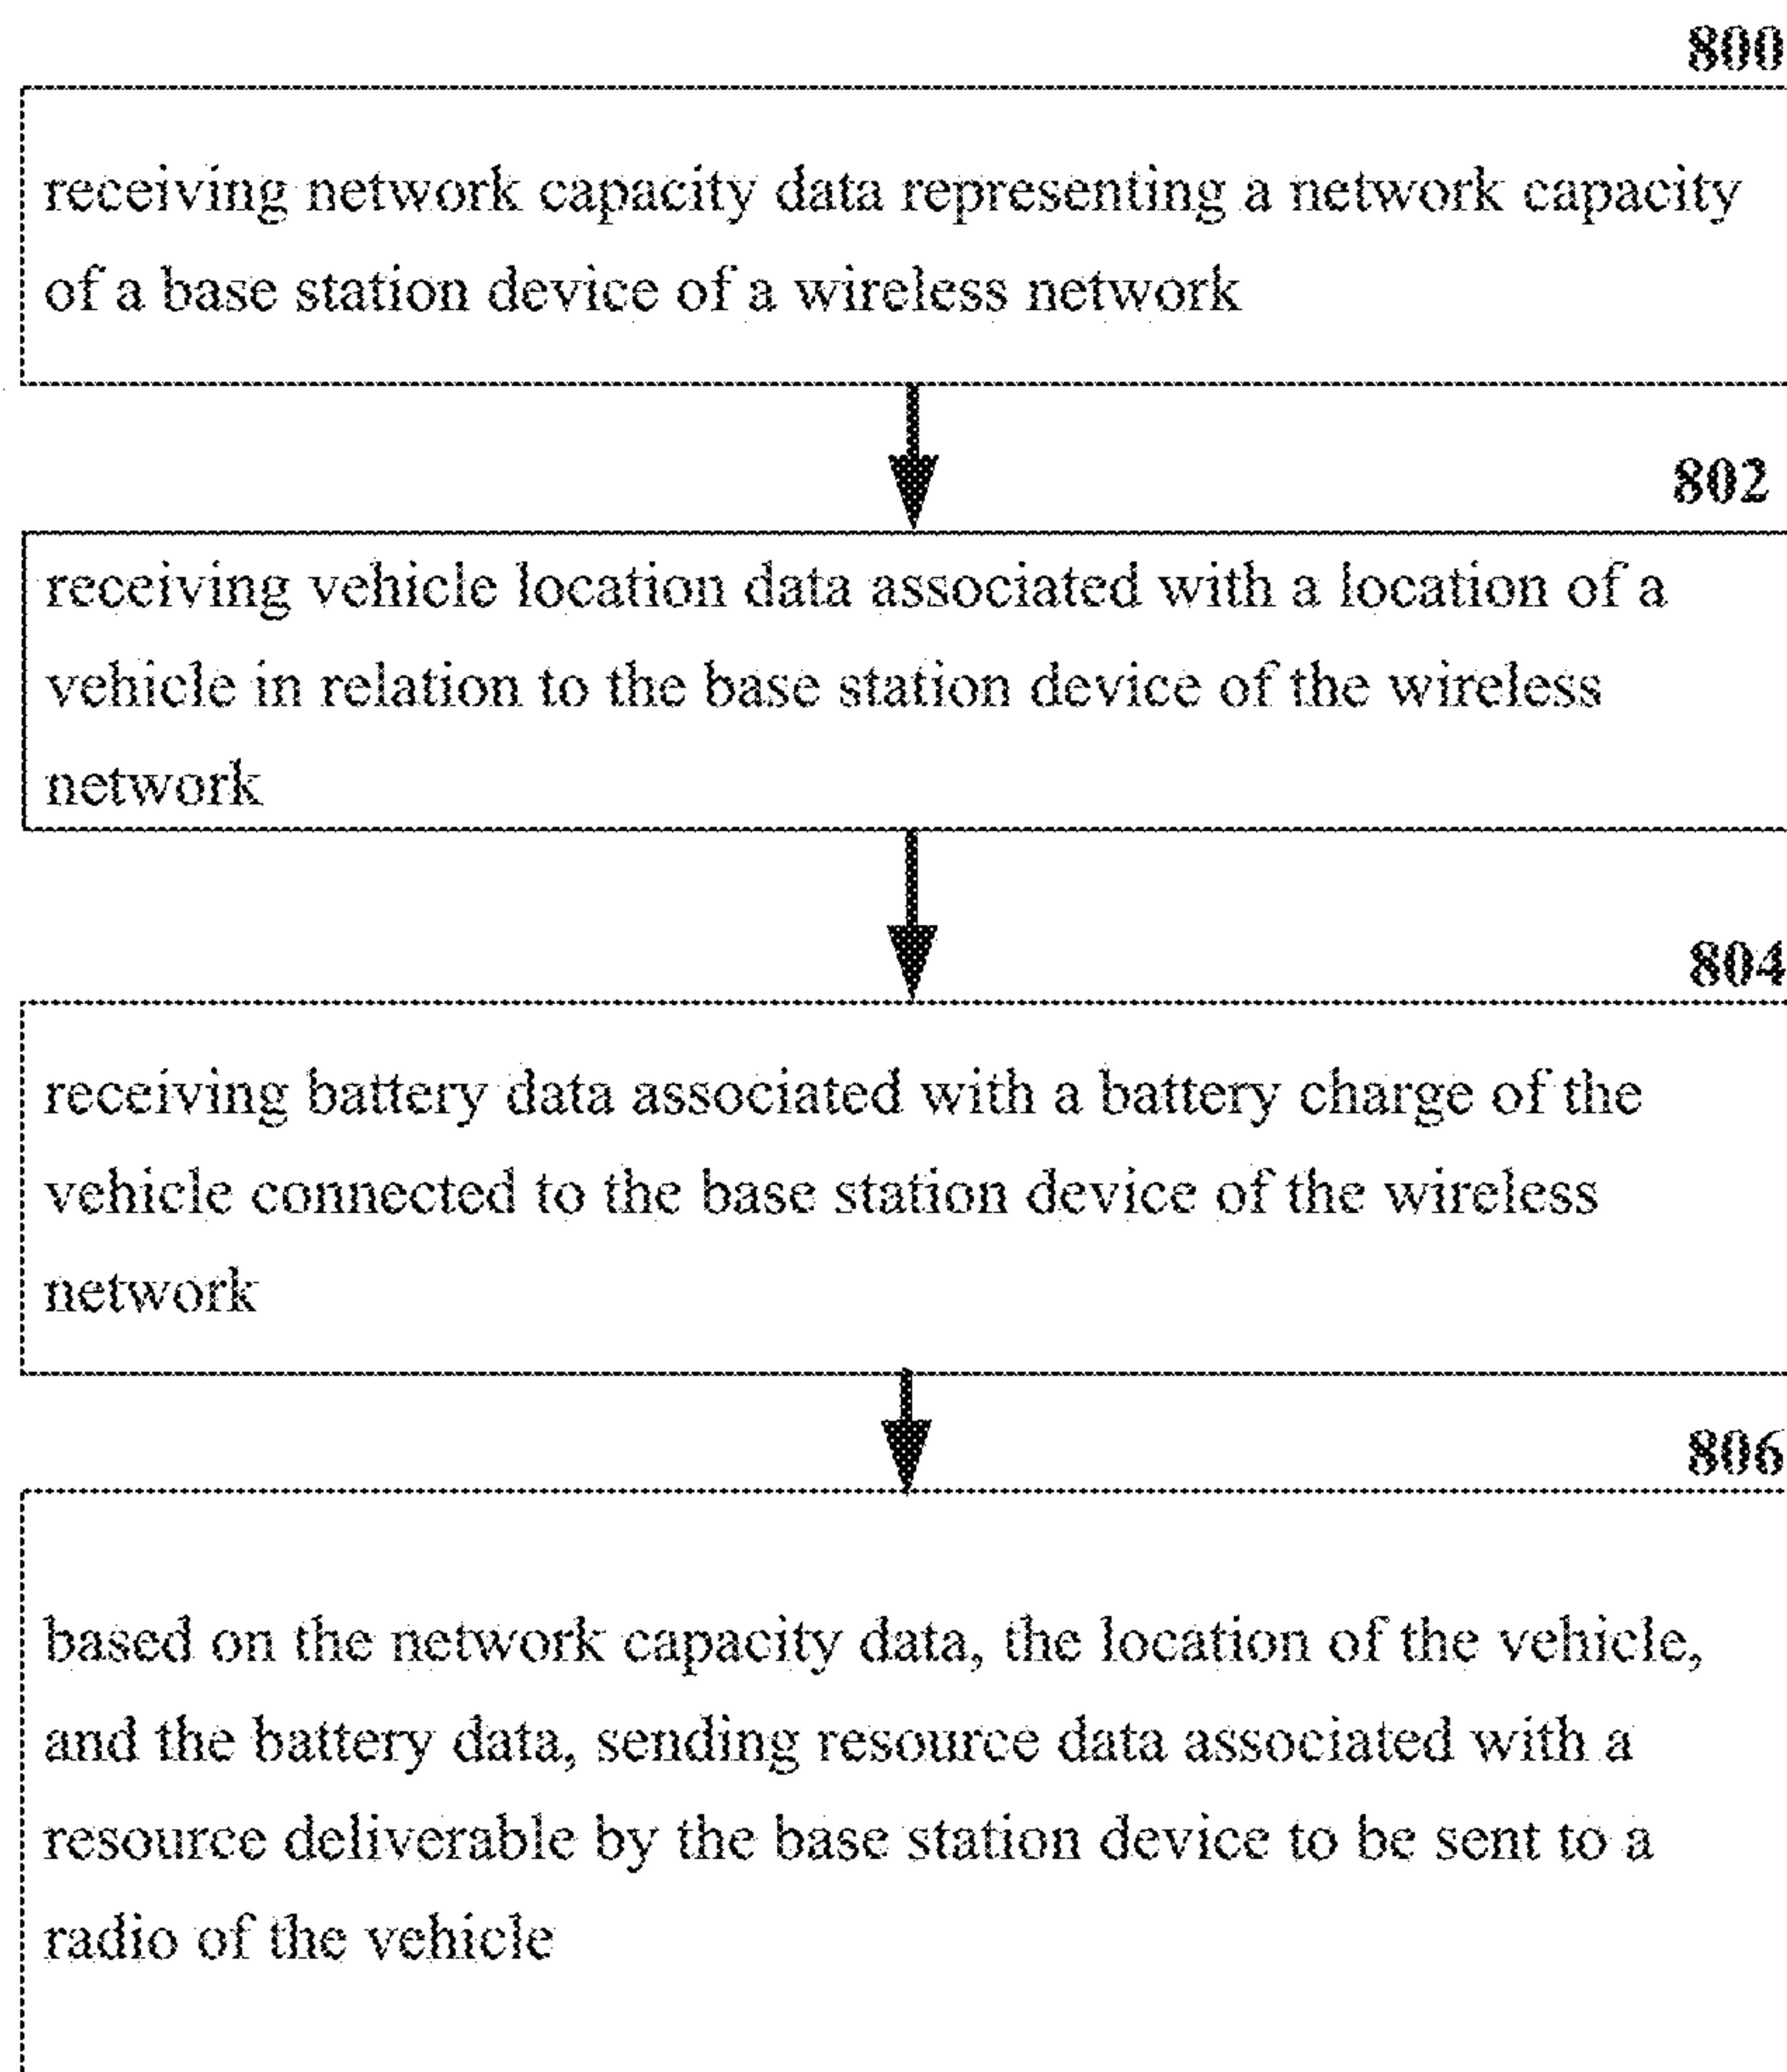 800
receiving network capacity data representing a network capacity
of a base station device of a wireless network
802
receiving vehicle location data associated with a location of a
vehicle in relation to the base station device of the wireless
network
804
receiving battery data associated with a battery charge of the
vehicle connected to the base station device of the wireless
network
806
based on the network capacity data, the location of the vehicle,
and the battery data, sending resource data associated with a
resource deliverable by the base station device to be sent to a
radio of the vehicle